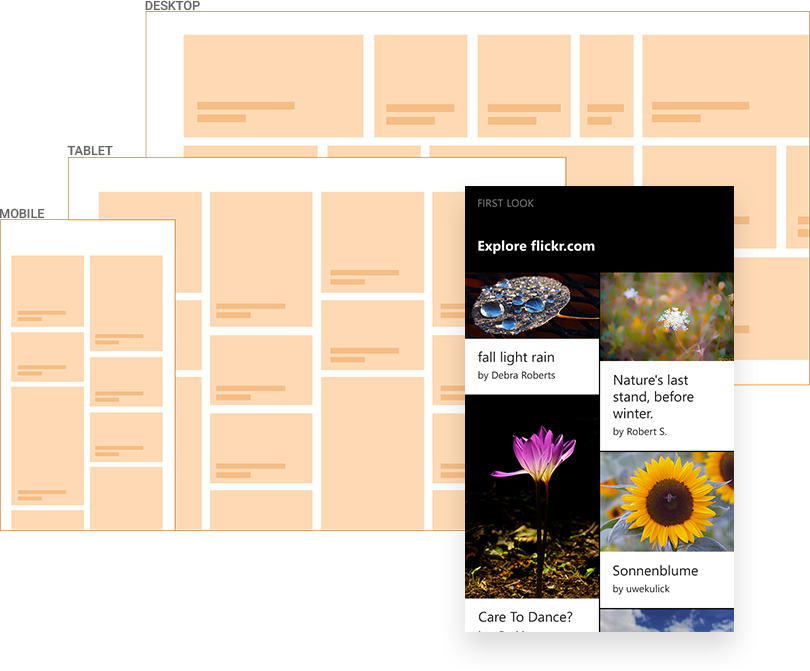 DESKTOP
TABLET
MOBILE
FIRST LOOK
Explore flickr.com
fall light rain
by Debra Roberts
Nature's last
stand, before
winter.
by Robert S.
Sonnenblume
by uwekulick
Care To Dance?